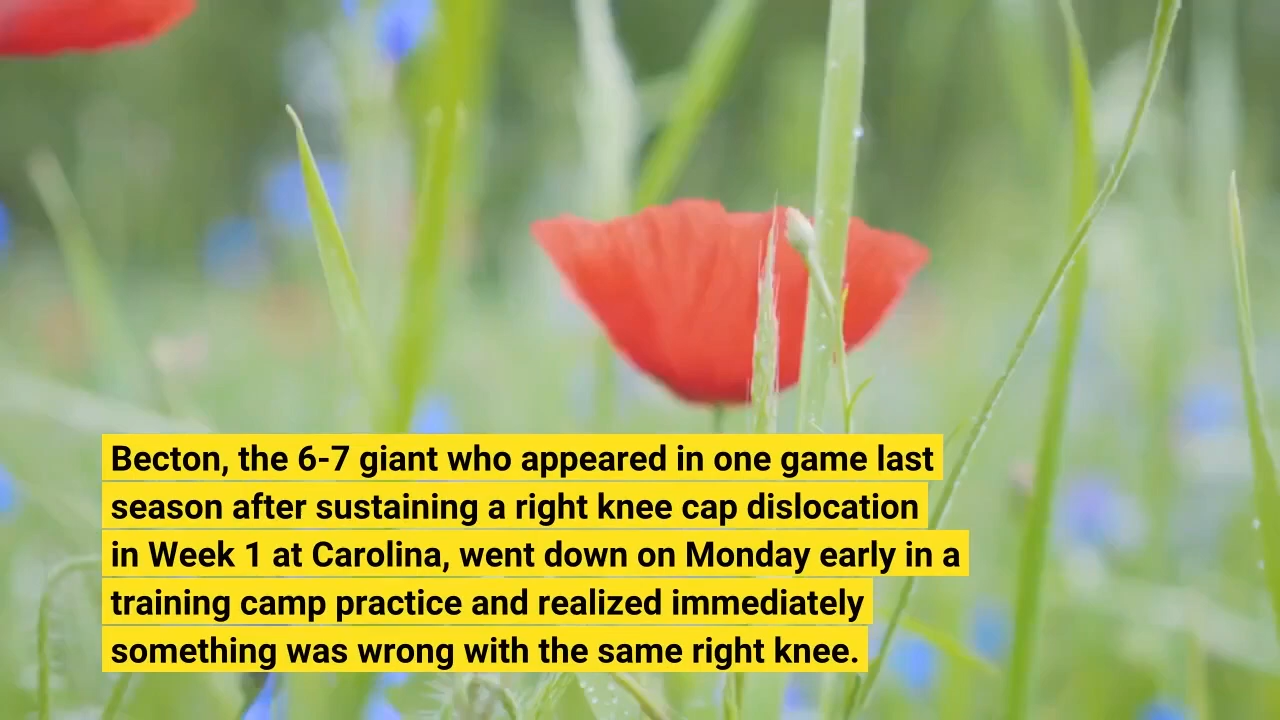 Becton, the 6-7 giant who appeared in one game last
season after sustaining a right knee cap dislocation
in Week 1 at Carolina, went down on Monday early in a
training camp practice and realized immediately
something was wrong with the same right knee.